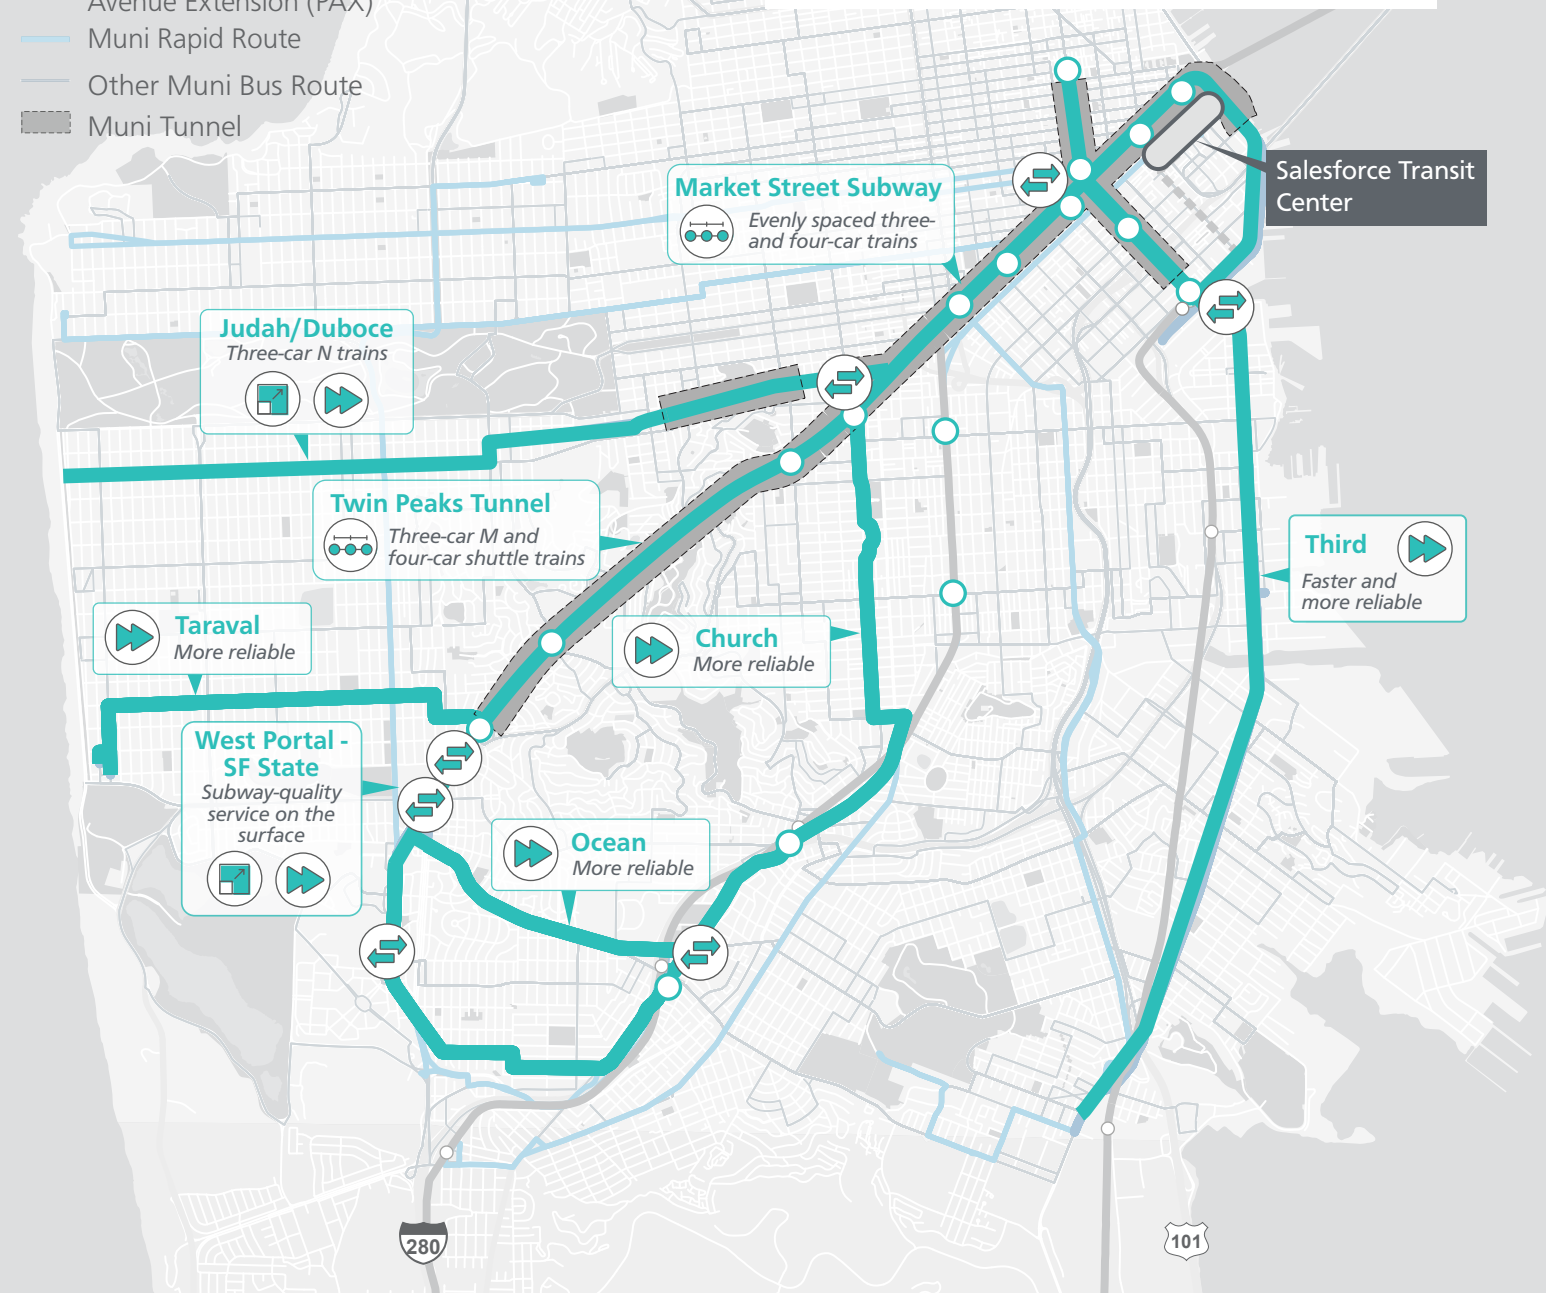 Avenue Extension (PAX)
Muni Rapid Route
Other Muni Bus Route
Muni Tunnel
Salesforce Transit
Center
Market Street Subway
Evenly spaced three-
and four-car trains
Judah/Duboce
Three-car N trains
Twin Peaks Tunnel
Three-car M and
four-car shuttle trains
Third
Faster and
more reliable
Taraval
More reliable
Church
More reliable
West Portal -
SF State
Subway-quality
service on the
surface
Ocean
More reliable
280
101